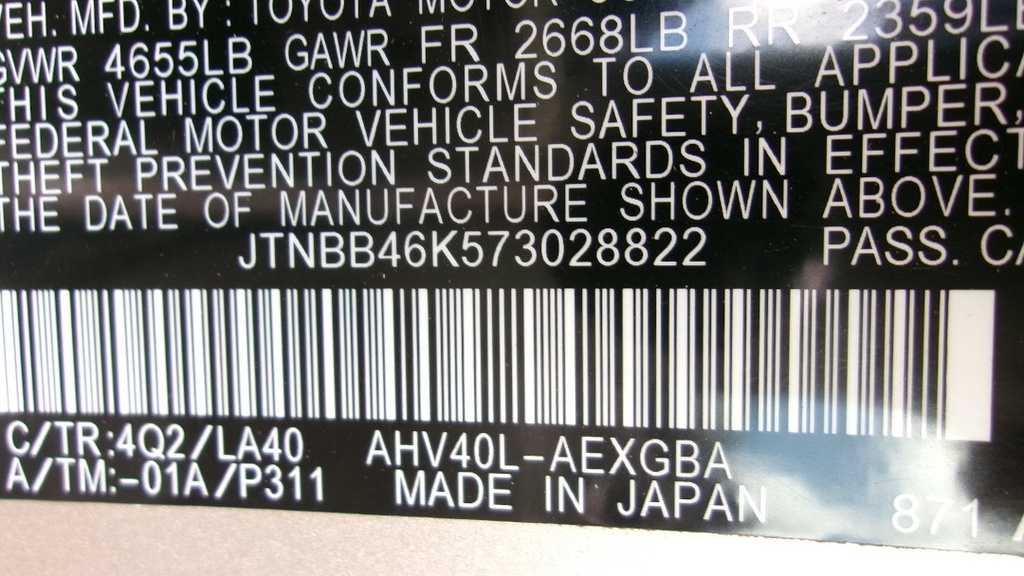 VEH. MFD. BY : TOYOTA MOTOR
GVWR 4655LB GAWR FR 2668LB RR 2359LB
THIS VEHICLE CONFORMS TO ALL APPLICA
FEDERAL MOTOR VEHICLE SAFETY, BUMPER,
THEFT PREVENTION STANDARDS IN EFFECT
THE DATE OF MANUFACTURE SHOWN ABOVE.
JTNBB46K573028822 PASS. CA
C/TR:4Q2/LA40 AHV40L-AEXGBA
A/TM:-01A/P311 MADE IN JAPAN
871